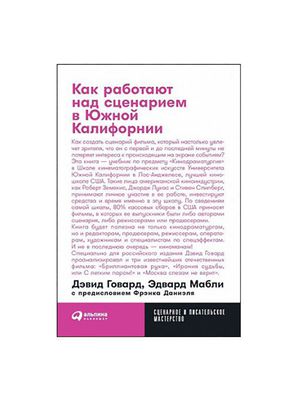 Как работают
над сценарием
в Южной
Калифорнии
Как создать сценарий фильма, который настолько увле-
чет зрителя, что он с первой и до последней минуты не
потеряет интереса к происходящим на экране событиям?
Эта книга — учебник по предмету «Кинодраматургия»
в Школе кинематографических искусств Университета
Южной Калифорнии в Лос-Анджелесе, лучшей кино-
школе США. Такие лица американской киноиндустрии,
как Роберт Земекис, Джордж Лукас и Стивен Спилберг,
принимают личное участие в ее работе, инвестируют
средства и время именно в эту школу. По сведениям
самой школы, 80% кассовых сборов в США приносят
фильмы, в которых ее выпускники были либо авторами
сценария, либо режиссерами или продюсерами.
Книга будет полезна не только кинодраматургам,
но и редакторам, продюсерам, режиссерам, операто-
рам, художникам и специалистам по спецэффектам.
И не в последнюю очередь — киноманам!
Специально для российского издания Дэвид Говард
проанализировал и три известнейших отечественных
фильма: «Бриллиантовая рука», «Ирония судьбы,
или С легким паром!» и «Москва слезам не верит».
Дэвид Говард, Эдвард Мабли
с предисловием Фрэнка Даниэля
альпина
паблишер
СЦЕНАРНОЕ И ПИСАТЕЛЬСКОЕ
МАСТЕРСТВО